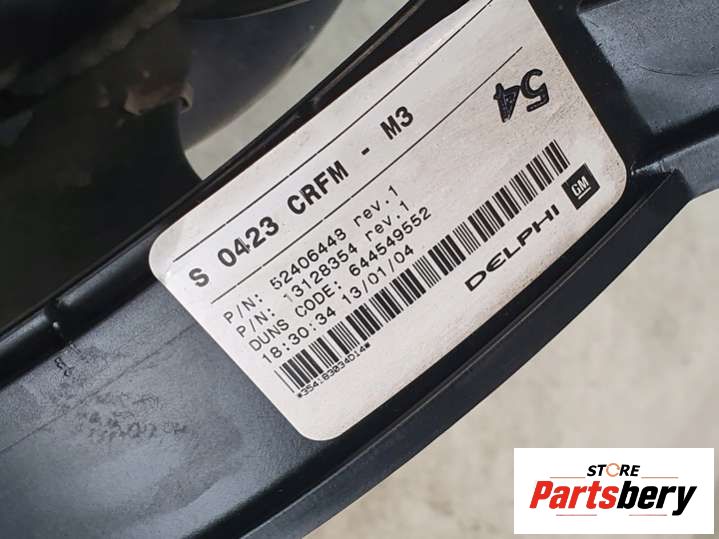 54
S 0423 CRFM - M3
P/N: 52406448 rev.1
P/N: 13128354 rev.1
DUNS CODE: 644549552
18:30:34 13/01/04
DELPHI
GM
*354183034D14*
STORE
Partsbery